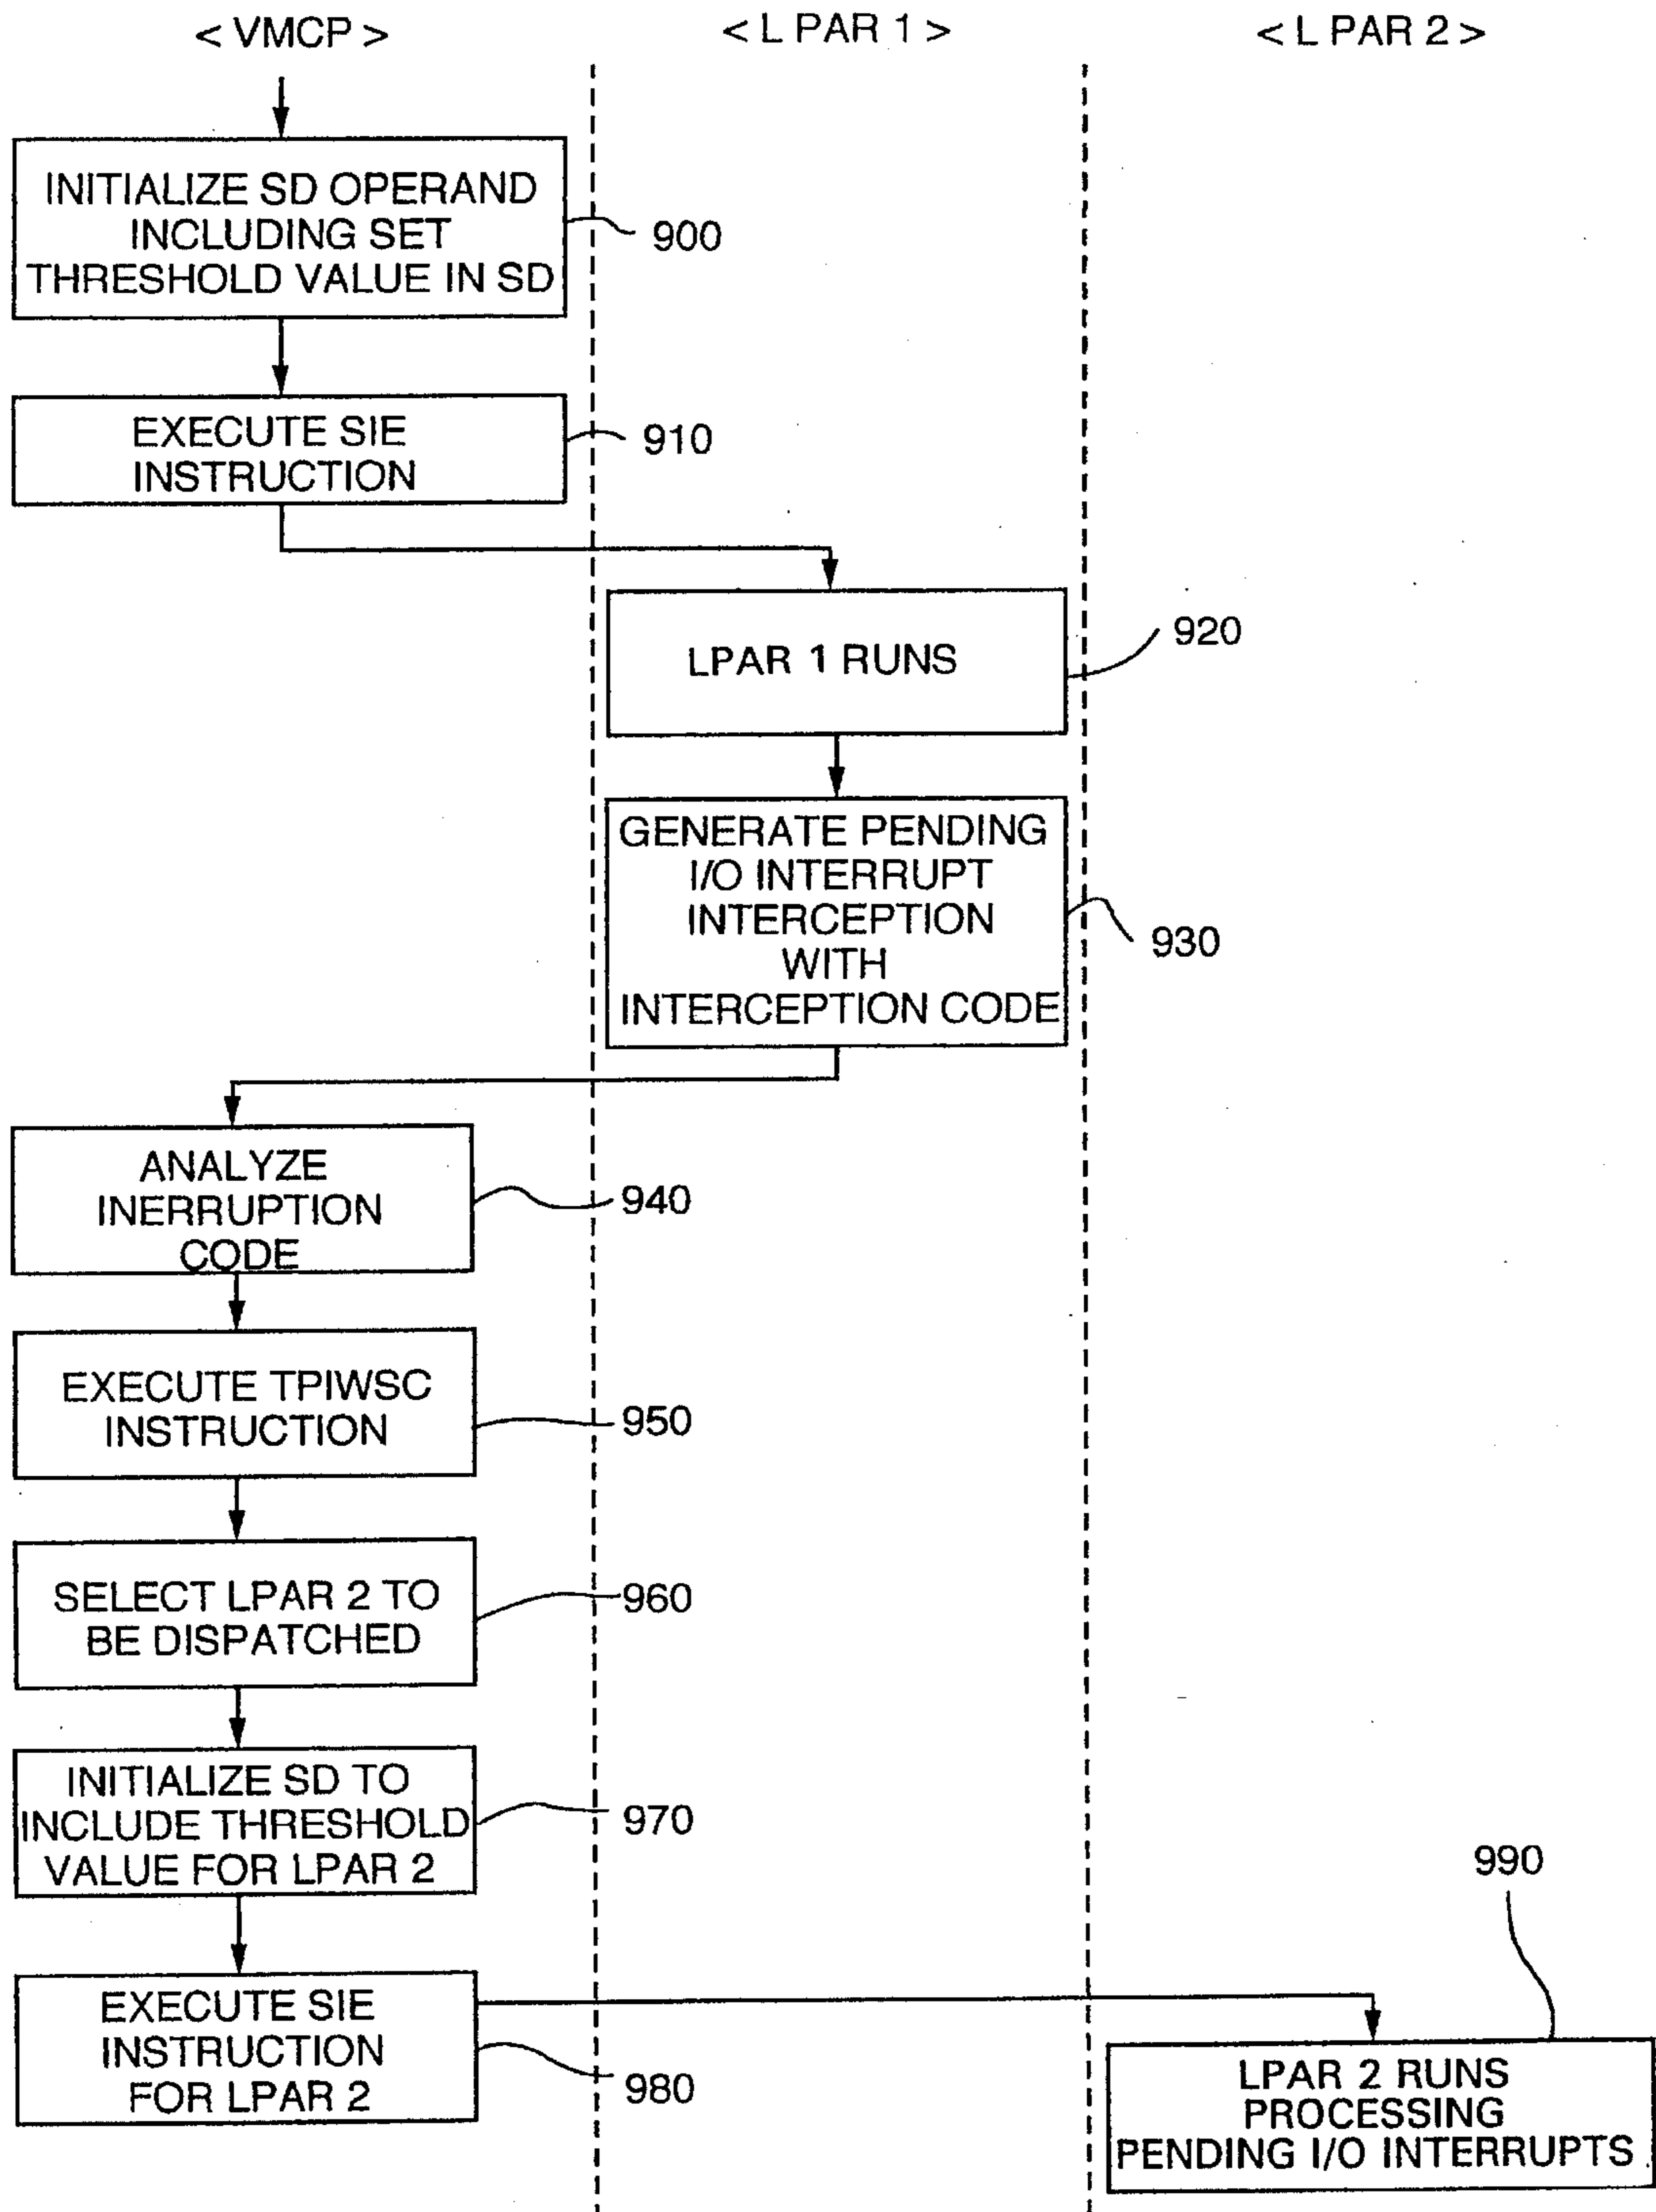 < VMCP >
< L PAR 1 >
< L PAR 2 >
INITIALIZE SD OPERAND
INCLUDING SET
THRESHOLD VALUE IN SD
900
EXECUTE SIE
INSTRUCTION
910
LPAR 1 RUNS
920
GENERATE PENDING
I/O INTERRUPT
INTERCEPTION
WITH
INTERCEPTION CODE
930
ANALYZE
INERRUPTION
CODE
940
EXECUTE TPIWSC
INSTRUCTION
950
SELECT LPAR 2 TO
BE DISPATCHED
960
INITIALIZE SD TO
INCLUDE THRESHOLD
VALUE FOR LPAR 2
970
EXECUTE SIE
INSTRUCTION
FOR LPAR 2
980
990
LPAR 2 RUNS
PROCESSING
PENDING I/O INTERRUPTS